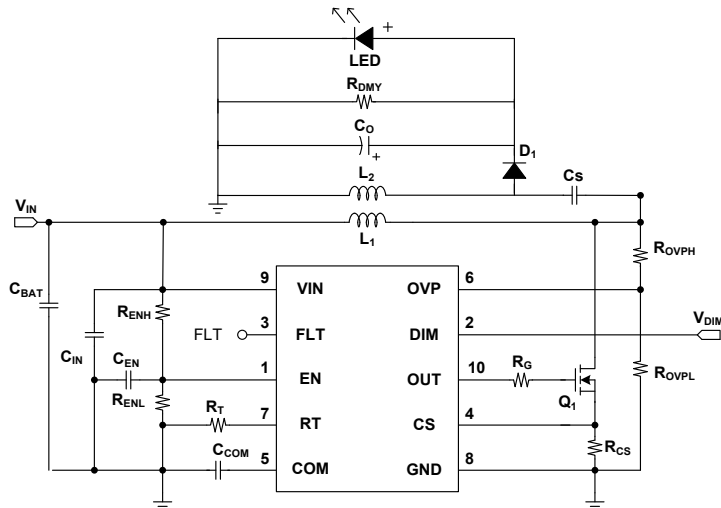 LED
+
RDMY
CO
+
D1
L2
CS
VIN
L1
ROVPH
CBAT
RENH
9 VIN OVP 6
VDIM
FLT 3 FLT DIM 2
CIN
CEN
RG
ROVPL
1 EN OUT 10
RENL
Q1
RT
7 RT CS 4
RCS
CCOM
5 COM GND 8